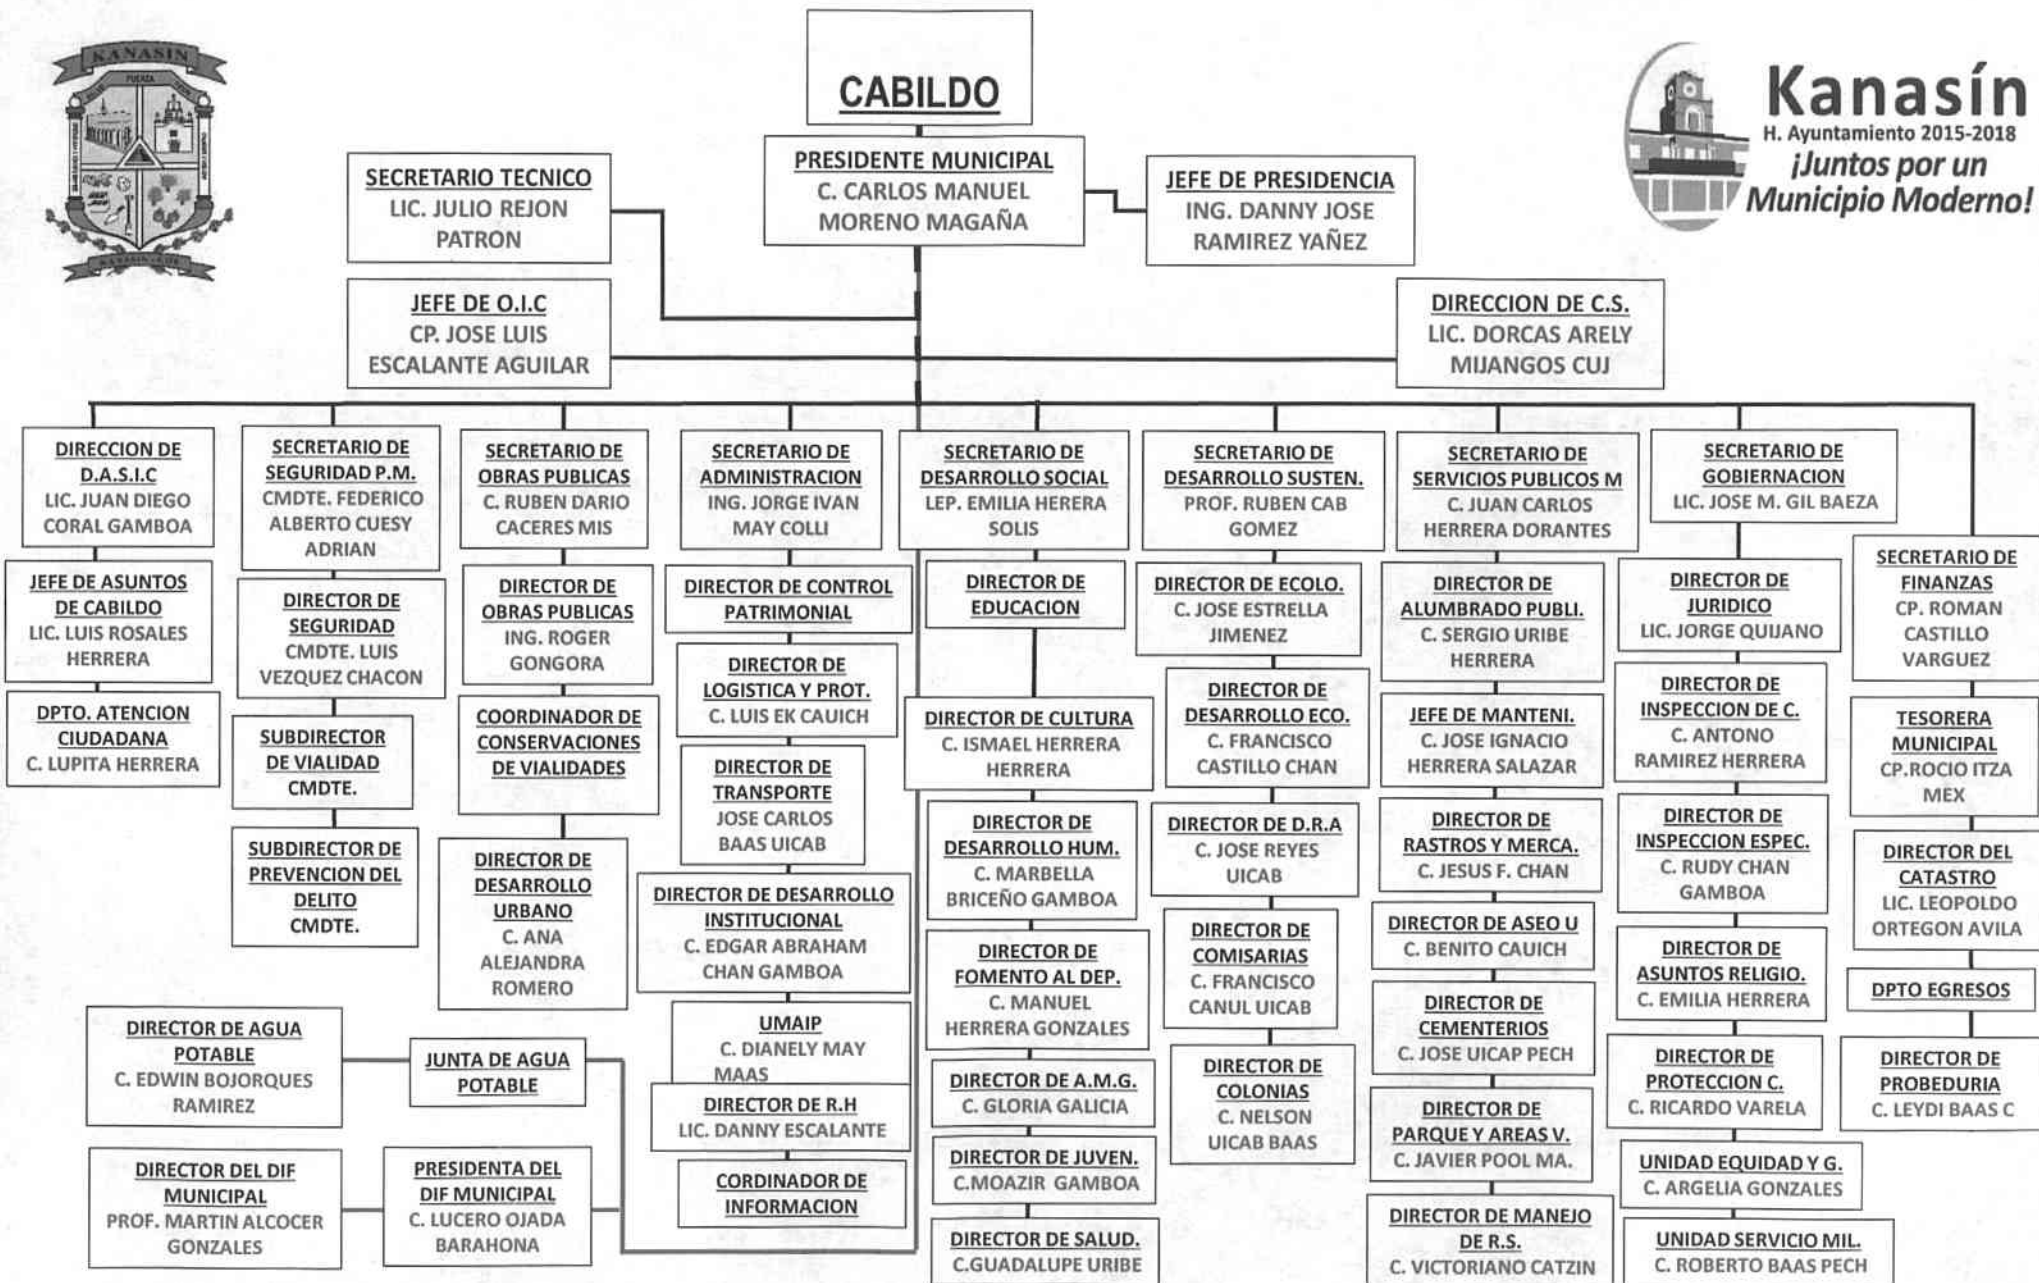 KANASIN
FUERZA
CABILDO
Kanasín
H. Ayuntamiento 2015-2018
¡Juntos por un
Municipio Moderno!
PRESIDENTE MUNICIPAL
C. CARLOS MANUEL
MORENO MAGAÑA
SECRETARIO TECNICO
LIC. JULIO REJON
PATRON
JEFE DE PRESIDENCIA
ING. DANNY JOSE
RAMIREZ YAÑEZ
JEFE DE O.I.C
CP. JOSE LUIS
ESCALANTE AGUILAR
DIRECCION DE C.S.
LIC. DORCAS ARELY
MIJANGOS CUJ
DIRECCION DE
D.A.S.I.C
LIC. JUAN DIEGO
CORAL GAMBOA
JEFE DE ASUNTOS
DE CABILDO
LIC. LUIS ROSALES
HERRERA
DPTO. ATENCION
CIUDADANA
C. LUPITA HERRERA
SECRETARIO DE
SEGURIDAD P.M.
CMDTE. FEDERICO
ALBERTO CUESY
ADRIAN
DIRECTOR DE
SEGURIDAD
CMDTE. LUIS
VEZQUEZ CHACON
SUBDIRECTOR
DE VIALIDAD
CMDTE.
SUBDIRECTOR DE
PREVENCION DEL
DELITO
CMDTE.
SECRETARIO DE
OBRAS PUBLICAS
C. RUBEN DARIO
CACERES MIS
DIRECTOR DE
OBRAS PUBLICAS
ING. ROGER
GONGORA
COORDINADOR DE
CONSERVACIONES
DE VIALIDADES
DIRECTOR DE
DESARROLLO
URBANO
C. ANA
ALEJANDRA
ROMERO
SECRETARIO DE
ADMINISTRACION
ING. JORGE IVAN
MAY COLLI
DIRECTOR DE CONTROL
PATRIMONIAL
DIRECTOR DE
LOGISTICA Y PROT.
C. LUIS EK CAUICH
DIRECTOR DE
TRANSPORTE
JOSE CARLOS
BAAS UICAB
DIRECTOR DE DESARROLLO
INSTITUCIONAL
C. EDGAR ABRAHAM
CHAN GAMBOA
UMAIP
C. DIANELY MAY
MAAS
DIRECTOR DE R.H
LIC. DANNY ESCALANTE
CORDINADOR DE
INFORMACION
SECRETARIO DE
DESARROLLO SOCIAL
LEP. EMILIA HERERA
SOLIS
DIRECTOR DE
EDUCACION
DIRECTOR DE CULTURA
C. ISMAEL HERRERA
HERRERA
DIRECTOR DE
DESARROLLO HUM.
C. MARBELLA
BRICEÑO GAMBOA
DIRECTOR DE
FOMENTO AL DEP.
C. MANUEL
HERRERA GONZALES
DIRECTOR DE A.M.G.
C. GLORIA GALICIA
DIRECTOR DE JUVEN.
C.MOAZIR GAMBOA
DIRECTOR DE SALUD.
C.GUADALUPE URIBE
SECRETARIO DE
DESARROLLO SUSTEN.
PROF. RUBEN CAB
GOMEZ
DIRECTOR DE ECOLO.
C. JOSE ESTRELLA
JIMENEZ
DIRECTOR DE
DESARROLLO ECO.
C. FRANCISCO
CASTILLO CHAN
DIRECTOR DE D.R.A
C. JOSE REYES
UICAB
DIRECTOR DE
COMISARIAS
C. FRANCISCO
CANUL UICAB
DIRECTOR DE
COLONIAS
C. NELSON
UICAB BAAS
SECRETARIO DE
SERVICIOS PUBLICOS M
C. JUAN CARLOS
HERRERA DORANTES
DIRECTOR DE
ALUMBRADO PUBLI.
C. SERGIO URIBE
HERRERA
JEFE DE MANTENI.
C. JOSE IGNACIO
HERRERA SALAZAR
DIRECTOR DE
RASTROS Y MERCA.
C. JESUS F. CHAN
DIRECTOR DE ASEO U
C. BENITO CAUICH
DIRECTOR DE
CEMENTERIOS
C. JOSE UICAP PECH
DIRECTOR DE
PARQUE Y AREAS V.
C. JAVIER POOL MA.
DIRECTOR DE MANEJO
DE R.S.
C. VICTORIANO CATZIN
SECRETARIO DE
GOBIERNACION
LIC. JOSE M. GIL BAEZA
DIRECTOR DE
JURIDICO
LIC. JORGE QUIJANO
DIRECTOR DE
INSPECCION DE C.
C. ANTONO
RAMIREZ HERRERA
DIRECTOR DE
INSPECCION ESPEC.
C. RUDY CHAN
GAMBOA
DIRECTOR DE
ASUNTOS RELIGIO.
C. EMILIA HERRERA
DIRECTOR DE
PROTECCION C.
C. RICARDO VARELA
UNIDAD EQUIDAD Y G.
C. ARGELIA GONZALES
UNIDAD SERVICIO MIL.
C. ROBERTO BAAS PECH
SECRETARIO DE
FINANZAS
CP. ROMAN
CASTILLO
VARGUEZ
TESORERA
MUNICIPAL
CP.ROCIO ITZA
MEX
DIRECTOR DEL
CATASTRO
LIC. LEOPOLDO
ORTEGON AVILA
DPTO EGRESOS
DIRECTOR DE
PROBEDURIA
C. LEYDI BAAS C
DIRECTOR DE AGUA
POTABLE
C. EDWIN BOJORQUES
RAMIREZ
JUNTA DE AGUA
POTABLE
DIRECTOR DEL DIF
MUNICIPAL
PROF. MARTIN ALCOCER
GONZALES
PRESIDENTA DEL
DIF MUNICIPAL
C. LUCERO OJADA
BARAHONA